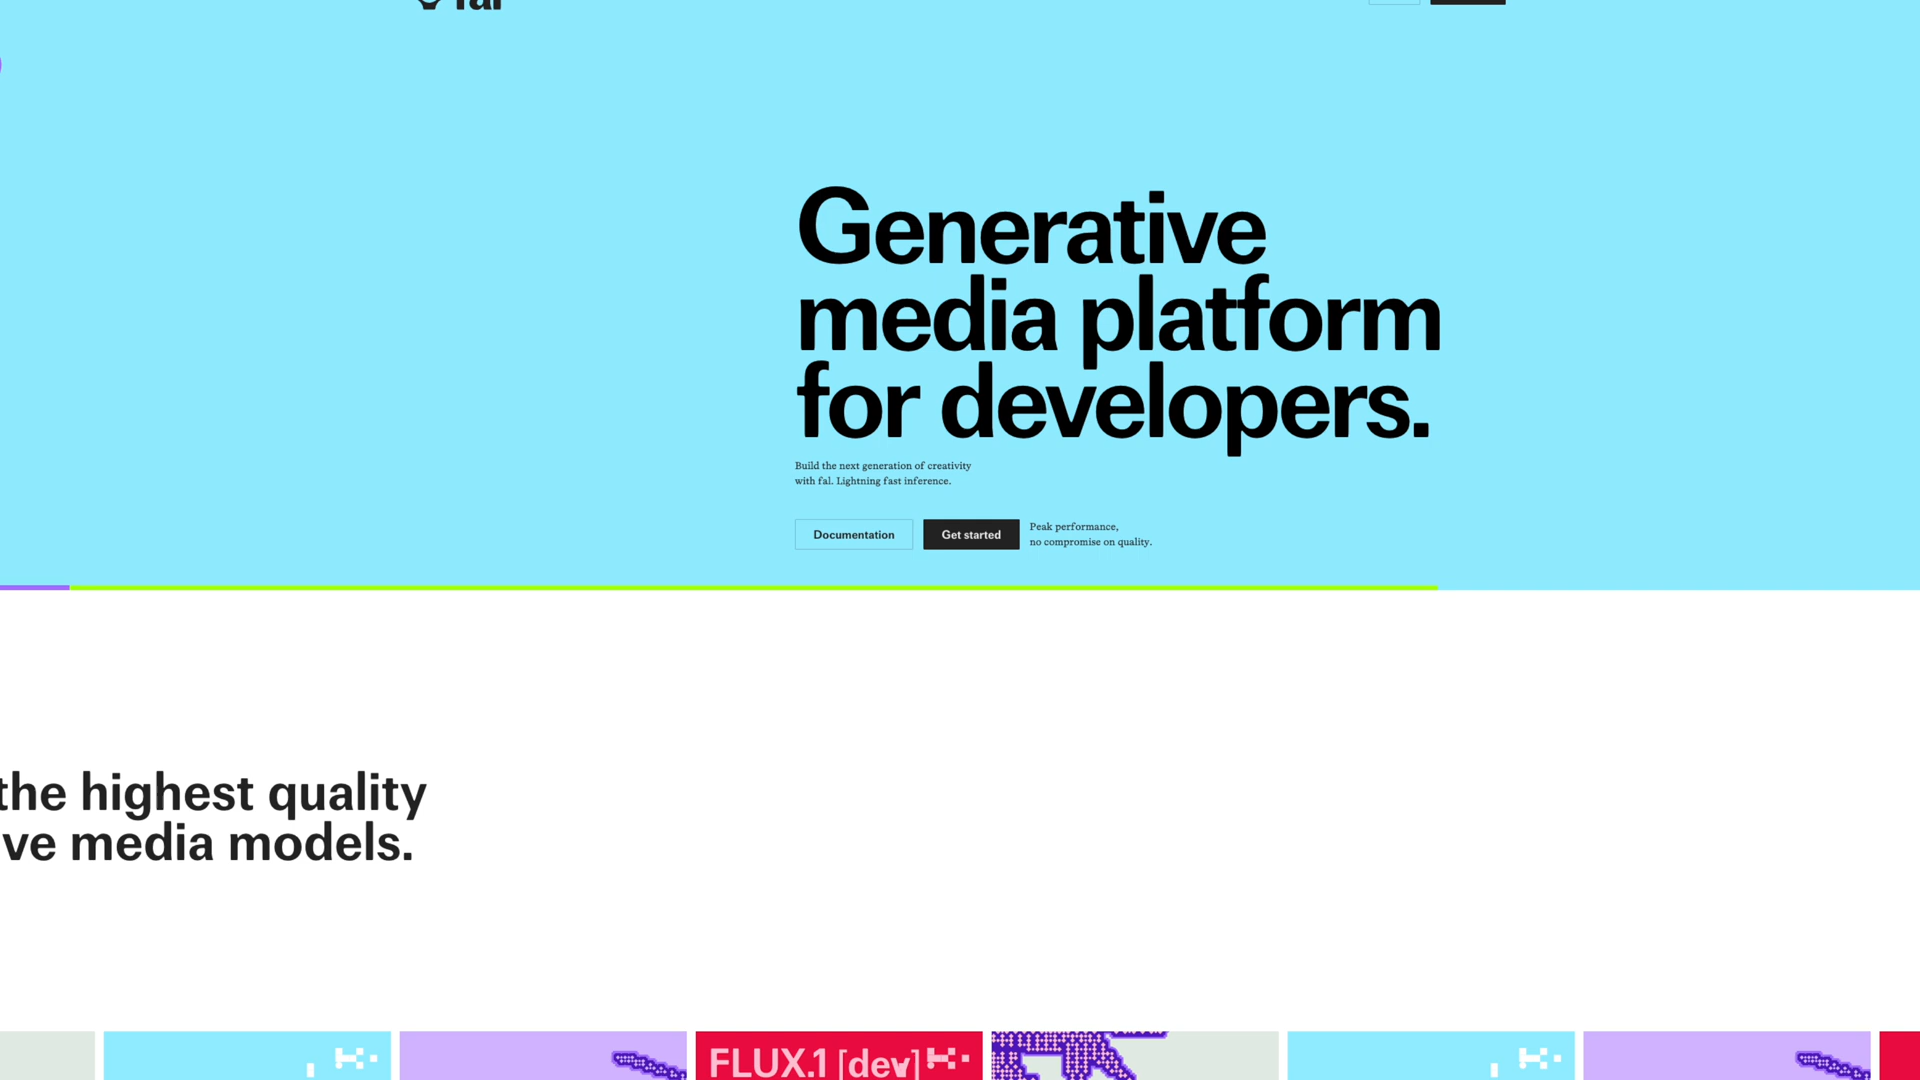 fal
Generative
media platform
for developers.
Build the next generation of creativity
with fal. Lightning fast inference.
Documentation
Get started
Peak performance,
no compromise on quality.
the highest quality
ve media models.
FLUX.1 [dev]